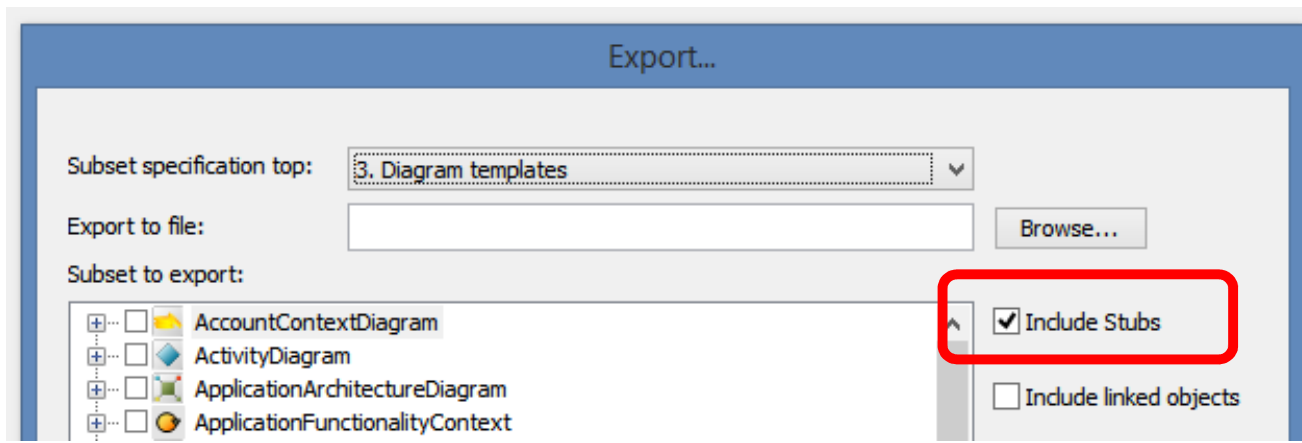 Export...
Subset specification top:
3. Diagram templates
Export to file:
Browse...
Subset to export:
AccountContextDiagram
Include Stubs
ActivityDiagram
ApplicationArchitectureDiagram
Include linked objects
ApplicationFunctionalityContext